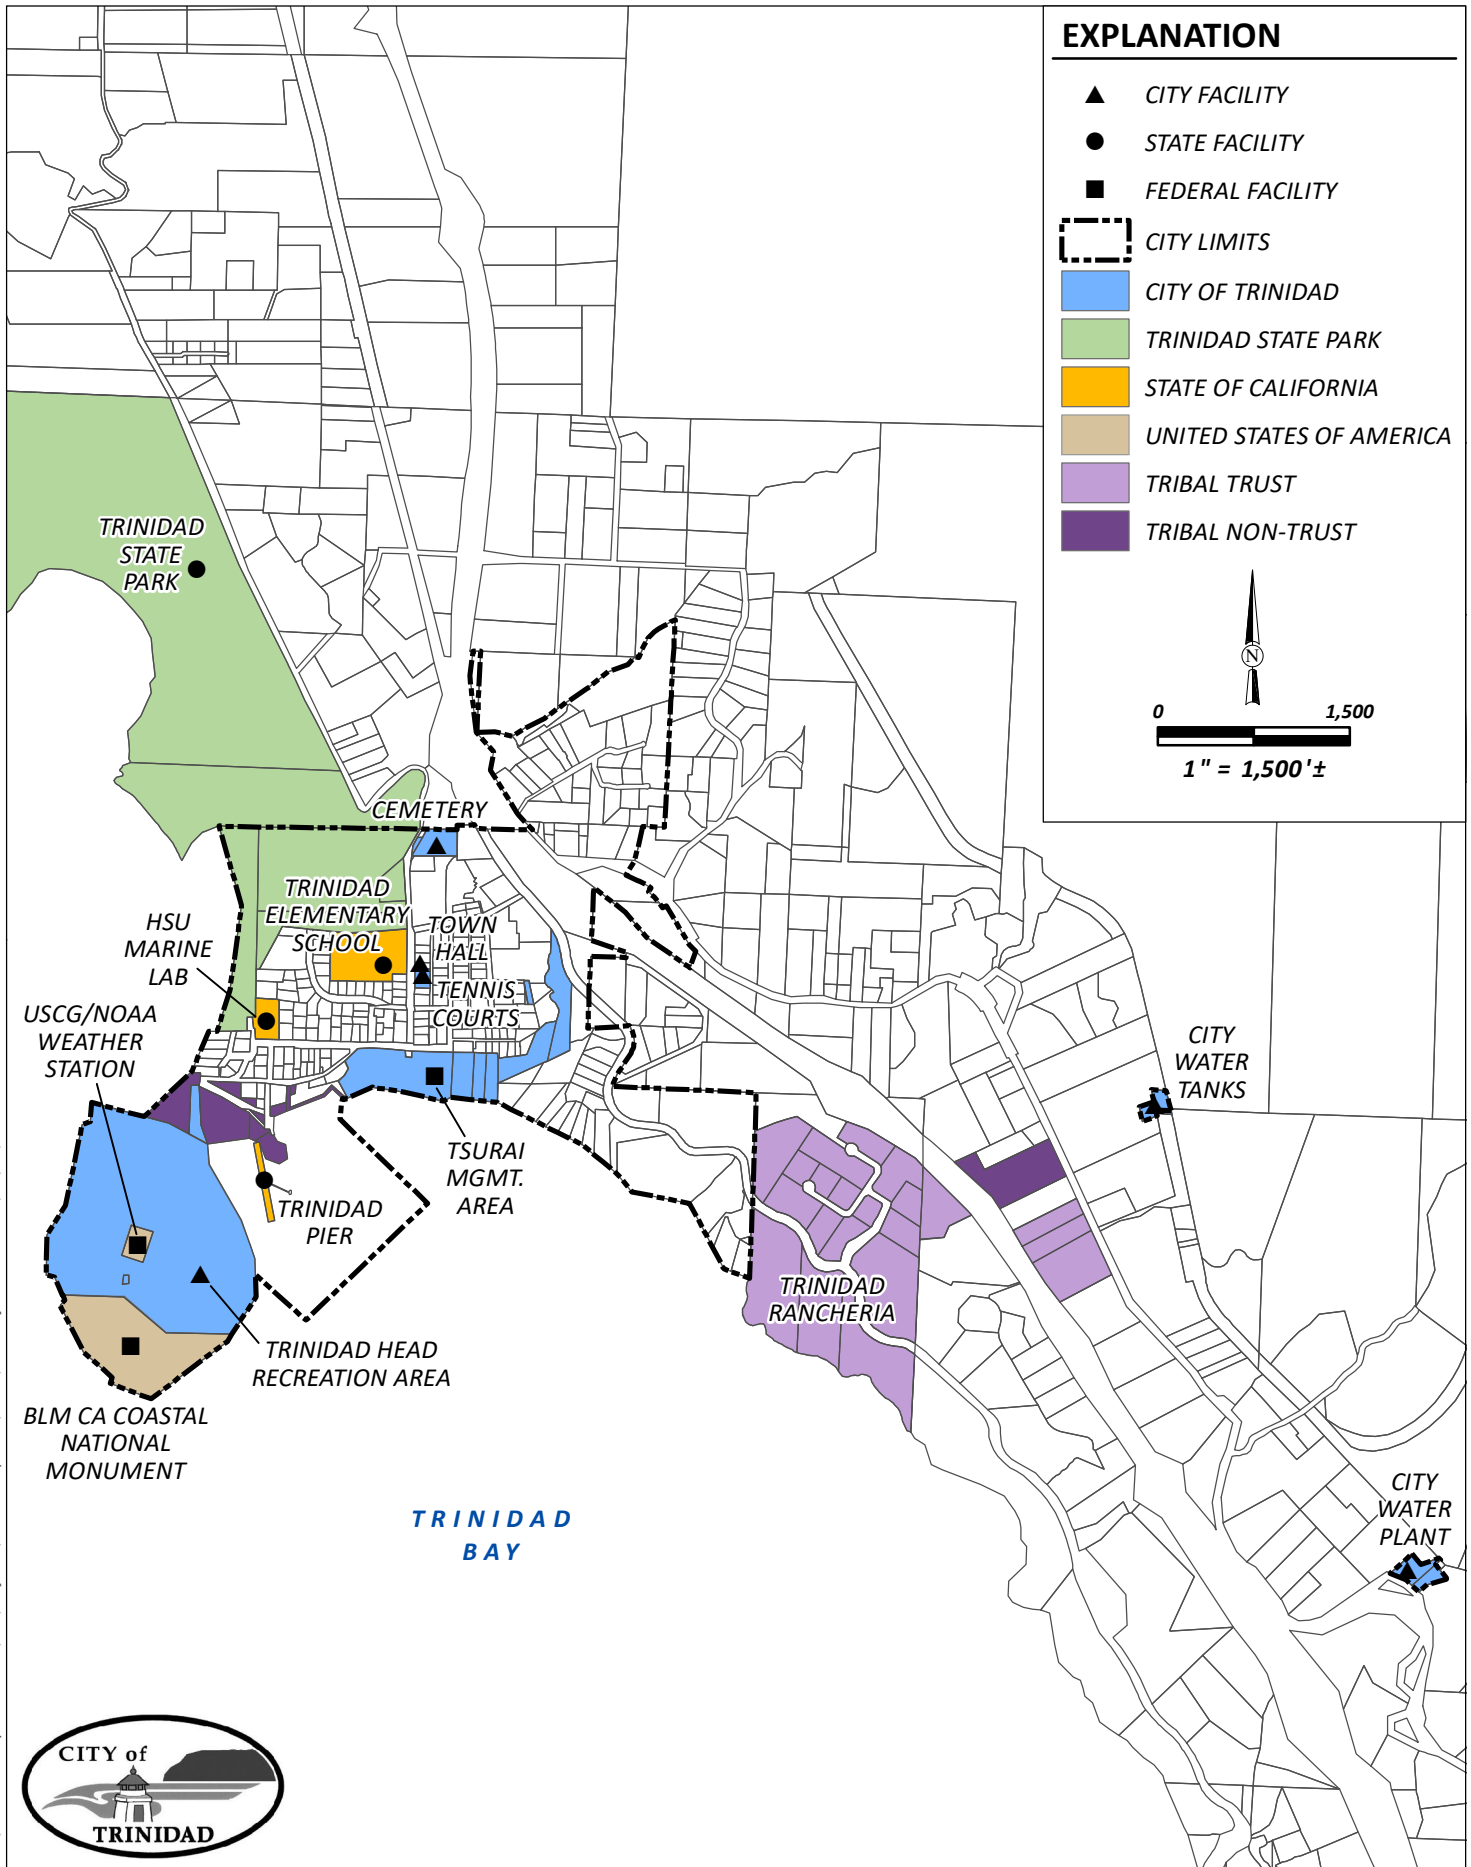 EXPLANATION
CITY FACILITY
STATE FACILITY
FEDERAL FACILITY
CITY LIMITS
CITY OF TRINIDAD
TRINIDAD STATE PARK
STATE OF CALIFORNIA
UNITED STATES OF AMERICA
TRIBAL TRUST
TRIBAL NON-TRUST
N
0 1,500
1" = 1,500'±
TRINIDAD
STATE
PARK
CEMETERY
TRINIDAD
ELEMENTARY
SCHOOL
TOWN
HALL
TENNIS
COURTS
HSU
MARINE
LAB
USCG/NOAA
WEATHER
STATION
CITY
WATER
TANKS
TSURAI
MGMT.
AREA
TRINIDAD
PIER
TRINIDAD
RANCHERIA
TRINIDAD HEAD
RECREATION AREA
BLM CA COASTAL
NATIONAL
MONUMENT
CITY
WATER
PLANT
TRINIDAD
BAY
CITY of
TRINIDAD